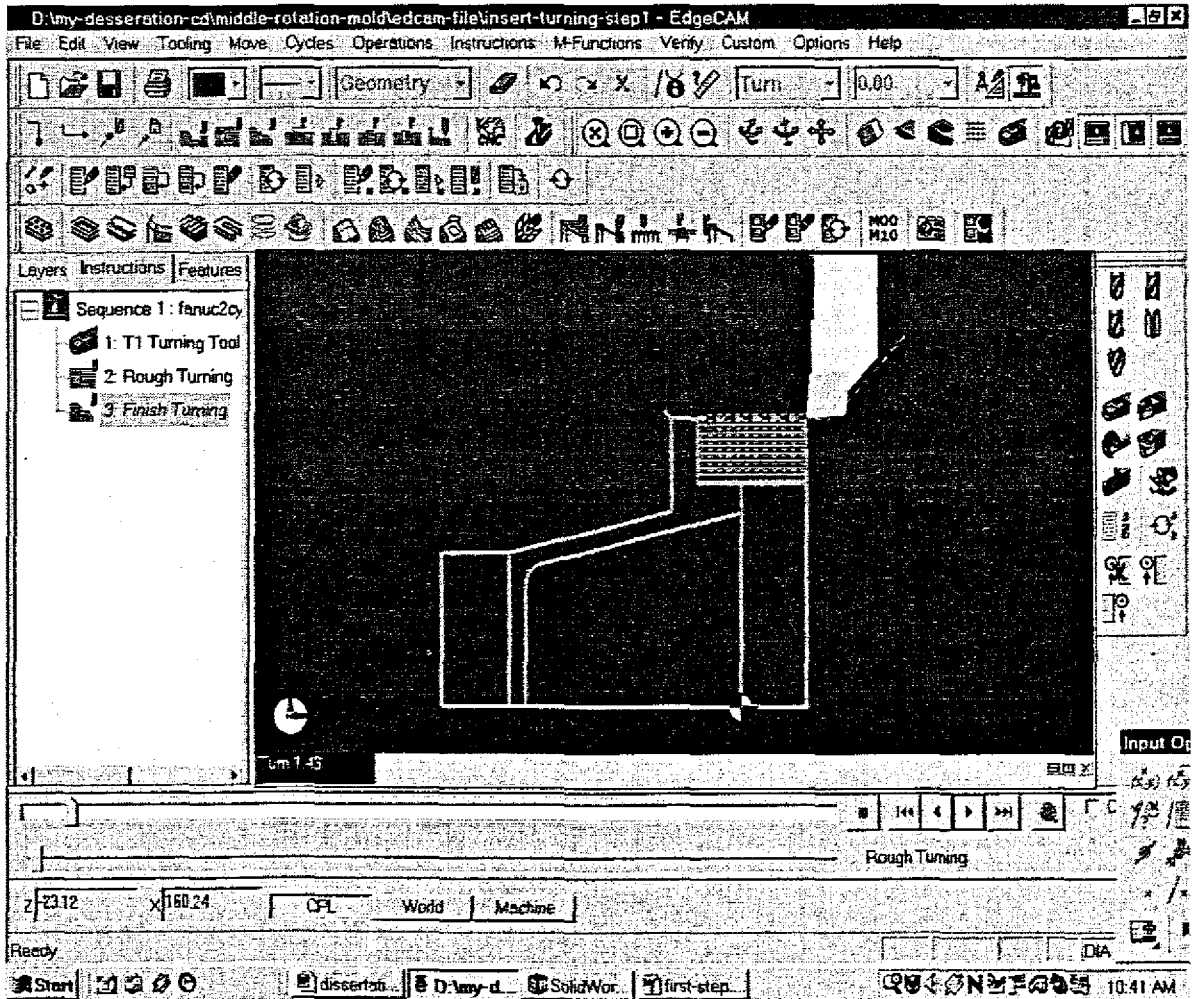 D:\my-desseration-cd\middle-rotation-mold\edcam-file\insert-turning-step1 - EdgeCAM
File Edit View Tooling Move Cycles Operations Instructions M-Functions Verify Custom Options Help
Geometry Turn 0.00
M00
M10
Layers Instructions Features
Sequence 1 : fanuc2cy
1: T1 Turning Tool
2: Rough Turning
3: Finish Turning
Turn 1.43
Input Op
Rough Turning
Z -23.12 X 160.24 CPL World Machine
Ready DIA
Start dissertati... D:\my-d... SolidWor... first-step... 10:41 AM